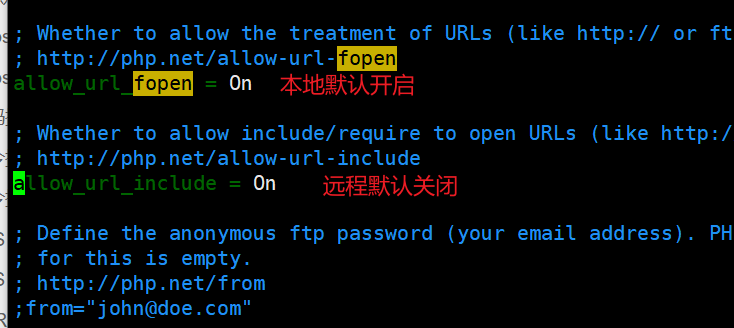 ; Whether to allow the treatment of URLs (like http:// or ft
; http://php.net/allow-url-fopen
allow_url_fopen = On 本地默认开启
; Whether to allow include/require to open URLs (like http:/
; http://php.net/allow-url-include
allow_url_include = On 远程默认关闭
; Define the anonymous ftp password (your email address). PH
; for this is empty.
; http://php.net/from
;from="john@doe.com"